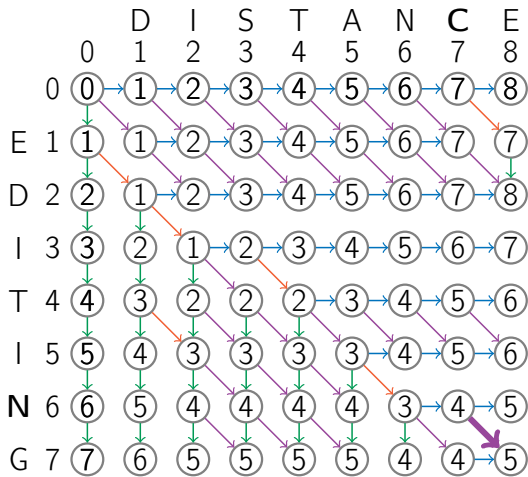 D I S T A N C E
0 1 2 3 4 5 6 7 8
0 0 1 2 3 4 5 6 7 8
E 1 1 1 2 3 4 5 6 7 7
D 2 2 1 2 3 4 5 6 7 8
I 3 3 2 1 2 3 4 5 6 7
T 4 4 3 2 2 2 3 4 5 6
I 5 5 4 3 3 3 3 4 5 6
N 6 6 5 4 4 4 4 3 4 5
G 7 7 6 5 5 5 5 4 4 5